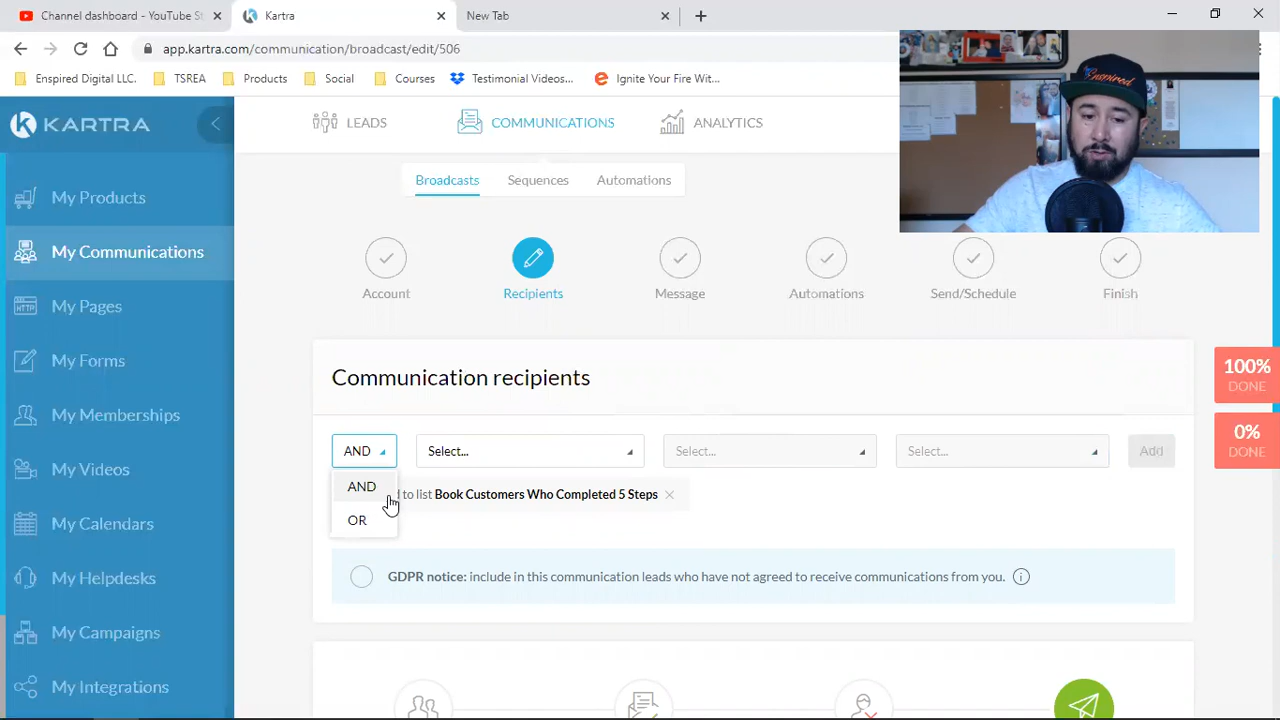 Channel dashboard - YouTube St
Kartra
New Tab
app.kartra.com/communication/broadcast/edit/506
Enspired Digital LLC.
TSREA
Products
Social
Courses
Testimonial Videos...
Ignite Your Fire Wit...
KARTRA
LEADS
COMMUNICATIONS
ANALYTICS
Enspired
Broadcasts
Sequences
Automations
My Products
My Communications
My Pages
My Forms
My Memberships
My Videos
My Calendars
My Helpdesks
My Campaigns
My Integrations
HTTP
Account
Recipients
Message
Automations
Send/Schedule
Finish
Communication recipients
AND
Select...
Select...
Select...
Add
AND
OR
to list Book Customers Who Completed 5 Steps
GDPR notice: include in this communication leads who have not agreed to receive communications from you.
100%
DONE
0%
DONE